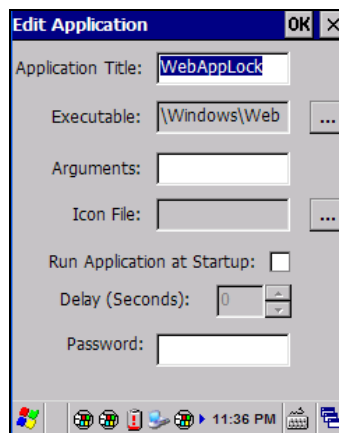 Edit Application OK
Application Title: WebAppLock
Executable: \Windows\Web ...
Arguments:
Icon File: ...
Run Application at Startup:
Delay (Seconds): 0
Password:
11:36 PM